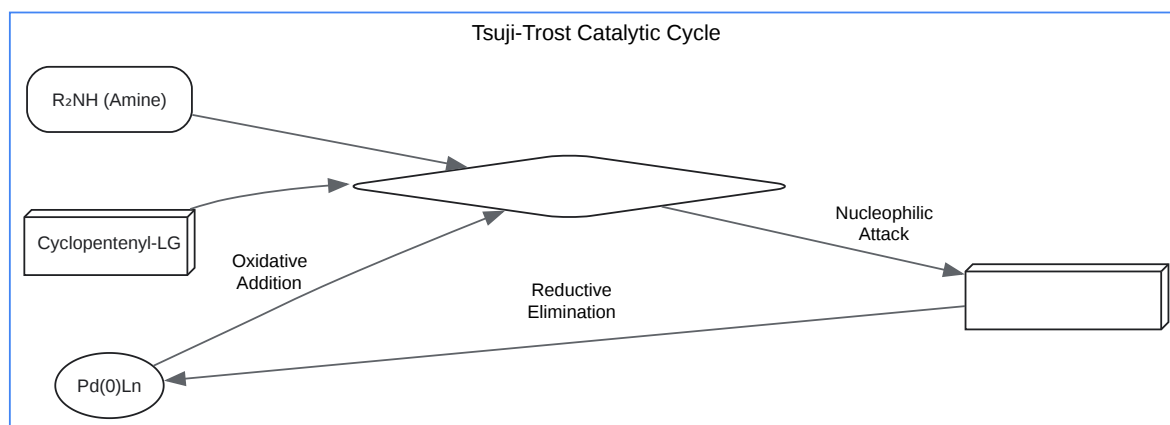 Tsuji-Trost Catalytic Cycle
R₂NH (Amine)
Cyclopentenyl-LG
Oxidative
Addition
Nucleophilic
Attack
Reductive
Elimination
Pd(0)Ln